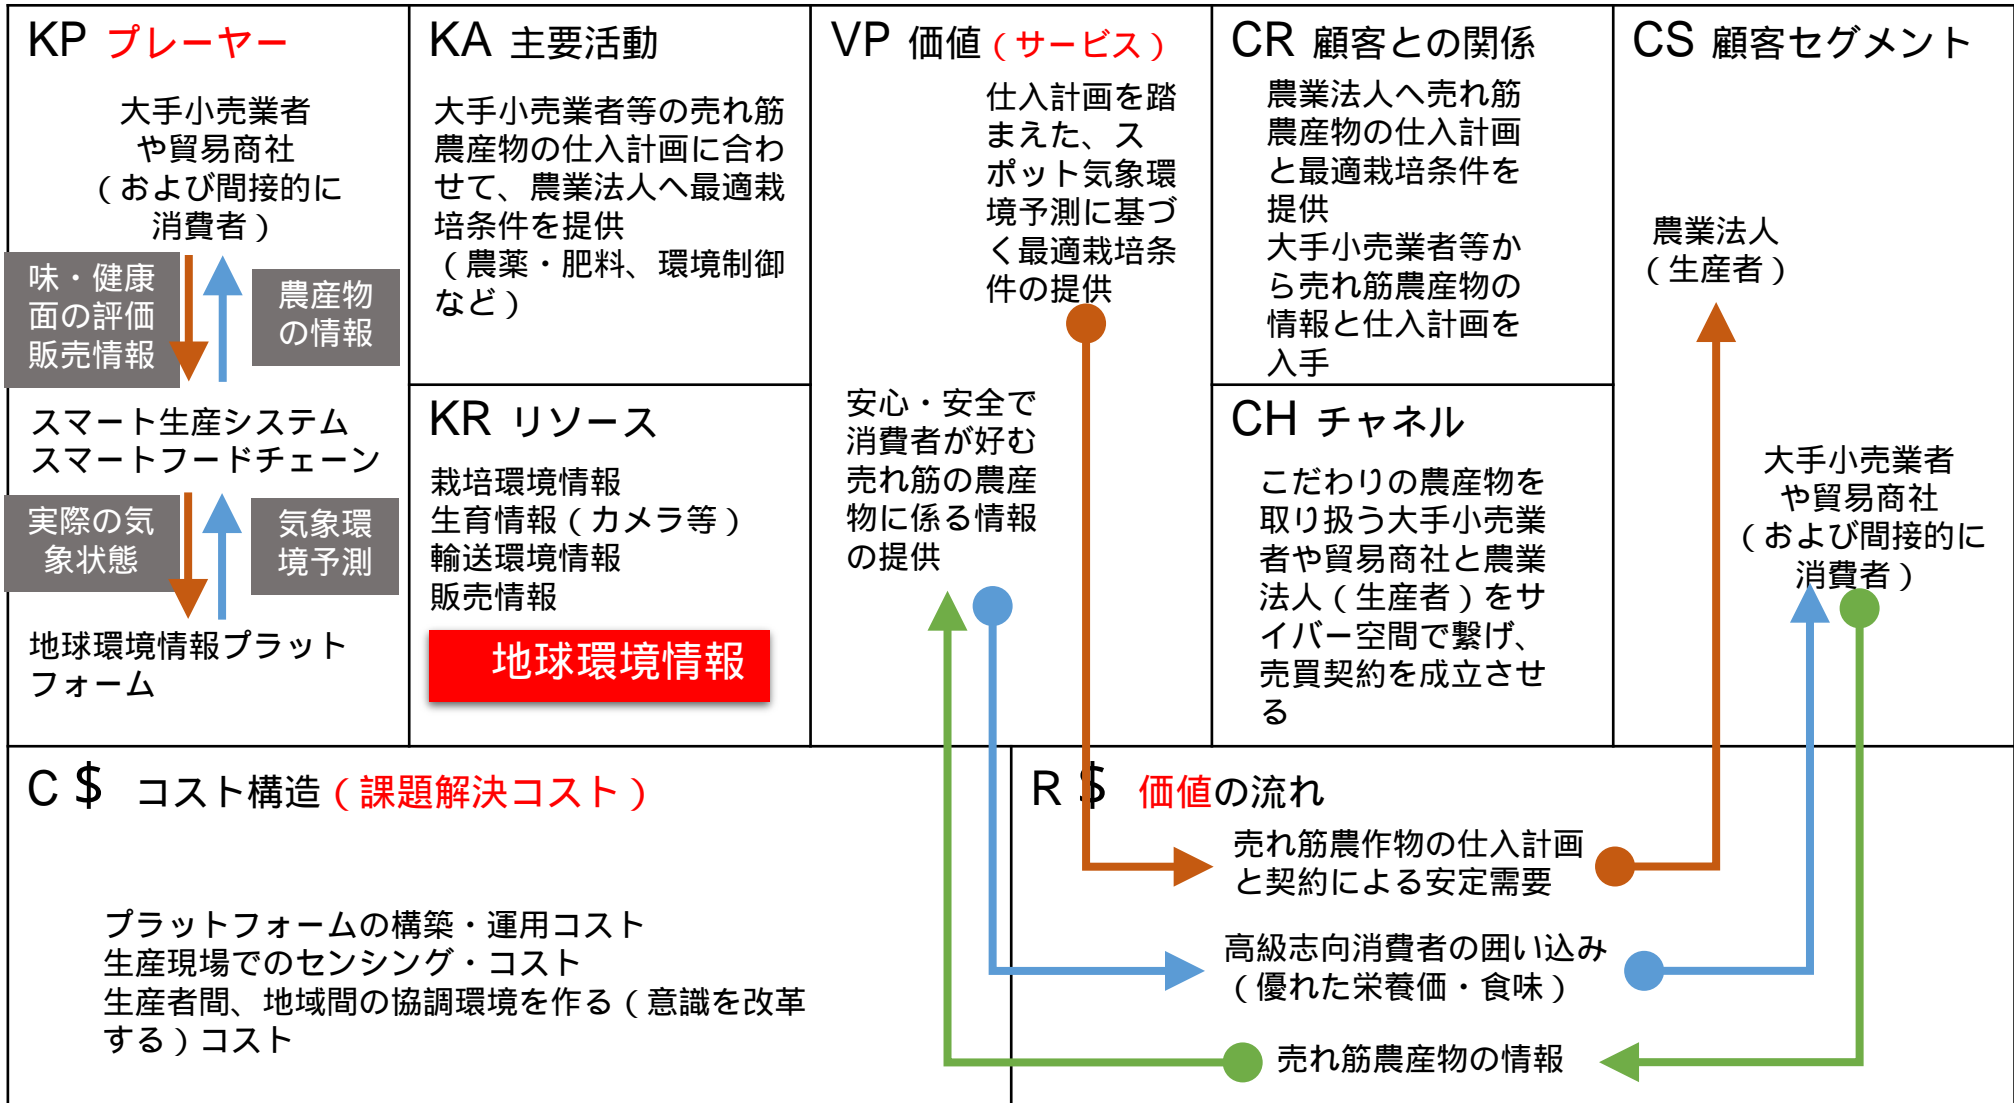 KP プレーヤー
大手小売業者
や貿易商社
（および間接的に
消費者）
味・健康
面の評価
販売情報
農産物
の情報
スマート生産システム
スマートフードチェーン
実際の気
象状態
気象環
境予測
地球環境情報プラット
フォーム
KA 主要活動
大手小売業者等の売れ筋
農産物の仕入計画に合わ
せて、農業法人へ最適栽
培条件を提供
（農薬・肥料、環境制御
など）
KR リソース
栽培環境情報
生育情報（カメラ等）
輸送環境情報
販売情報
地球環境情報
VP 価値（サービス）
仕入計画を踏
まえた、ス
ポット気象環
境予測に基づ
く最適栽培条
件の提供
安心・安全で
消費者が好む
売れ筋の農産
物に係る情報
の提供
CR 顧客との関係
農業法人へ売れ筋
農産物の仕入計画
と最適栽培条件を
提供
大手小売業者等か
ら売れ筋農産物の
情報と仕入計画を
入手
CH チャネル
こだわりの農産物を
取り扱う大手小売業
者や貿易商社と農業
法人（生産者）をサ
イバー空間で繋げ、
売買契約を成立させ
る
CS 顧客セグメント
農業法人
（生産者）
大手小売業者
や貿易商社
（および間接的に
消費者）
C＄ コスト構造（課題解決コスト）
プラットフォームの構築・運用コスト
生産現場でのセンシング・コスト
生産者間、地域間の協調環境を作る（意識を改革
する）コスト
R＄ 価値の流れ
売れ筋農作物の仕入計画
と契約による安定需要
高級志向消費者の囲い込み
（優れた栄養価・食味）
売れ筋農産物の情報